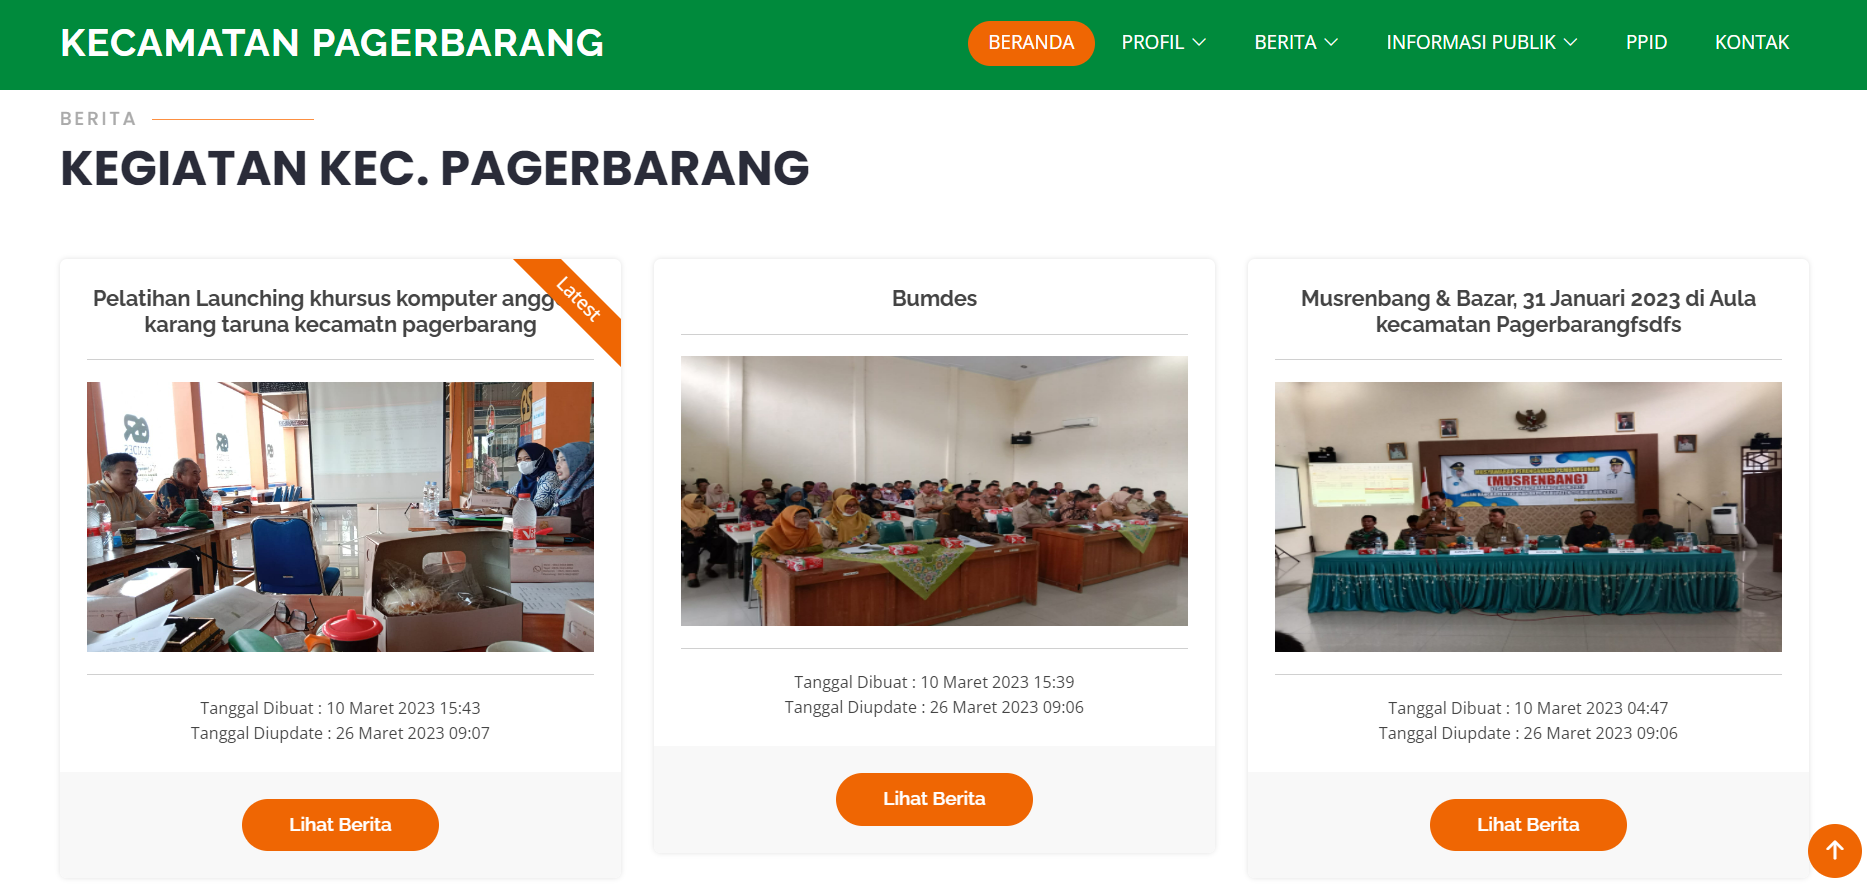 KECAMATAN PAGERBARANG
BERANDA
PROFIL
BERITA
INFORMASI PUBLIK
PPID
KONTAK
BERITA
KEGIATAN KEC. PAGERBARANG
Pelatihan Launching khursus komputer
karang taruna kecamatn pagerbarang
Latest
Tanggal Dibuat : 10 Maret 2023 15:43
Tanggal Diupdate : 26 Maret 2023 09:07
Lihat Berita
Bumdes
Tanggal Dibuat : 10 Maret 2023 15:39
Tanggal Diupdate : 26 Maret 2023 09:06
Lihat Berita
Musrenbang & Bazar, 31 Januari 2023 di Aula
kecamatan Pagerbarangfsdfs
(MUSRENBANG)
Tanggal Dibuat : 10 Maret 2023 04:47
Tanggal Diupdate : 26 Maret 2023 09:06
Lihat Berita